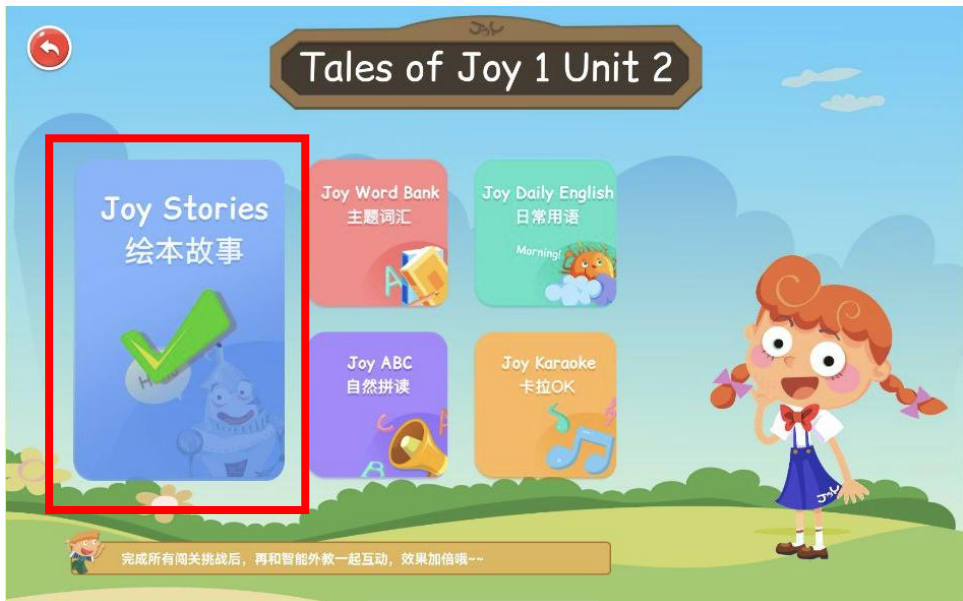 Joy
Tales of Joy 1 Unit 2
Joy Stories
绘本故事
Joy Word Bank
主题词汇
A
Joy Daily English
日常用语
Morning!
Joy ABC
自然拼读
C
A
B
Joy Karaoke
卡拉OK
Joy
完成所有闯关挑战后，再和智能外教一起互动，效果加倍哦~~